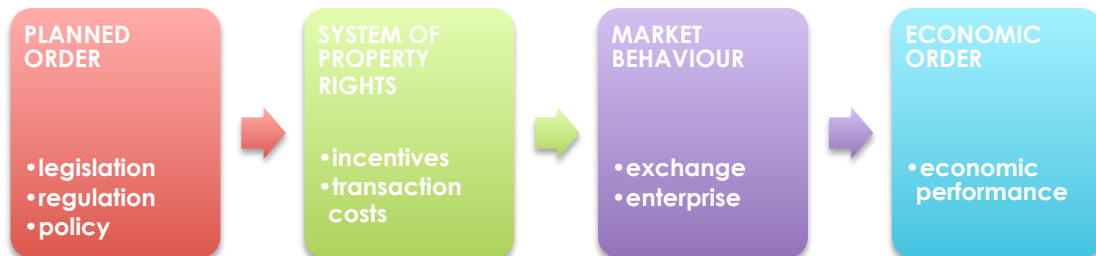 PLANNED
ORDER
•legislation
•regulation
•policy
SYSTEM OF
PROPERTY
RIGHTS
•incentives
•transaction
costs
MARKET
BEHAVIOUR
•exchange
•enterprise
ECONOMIC
ORDER
•economic
performance